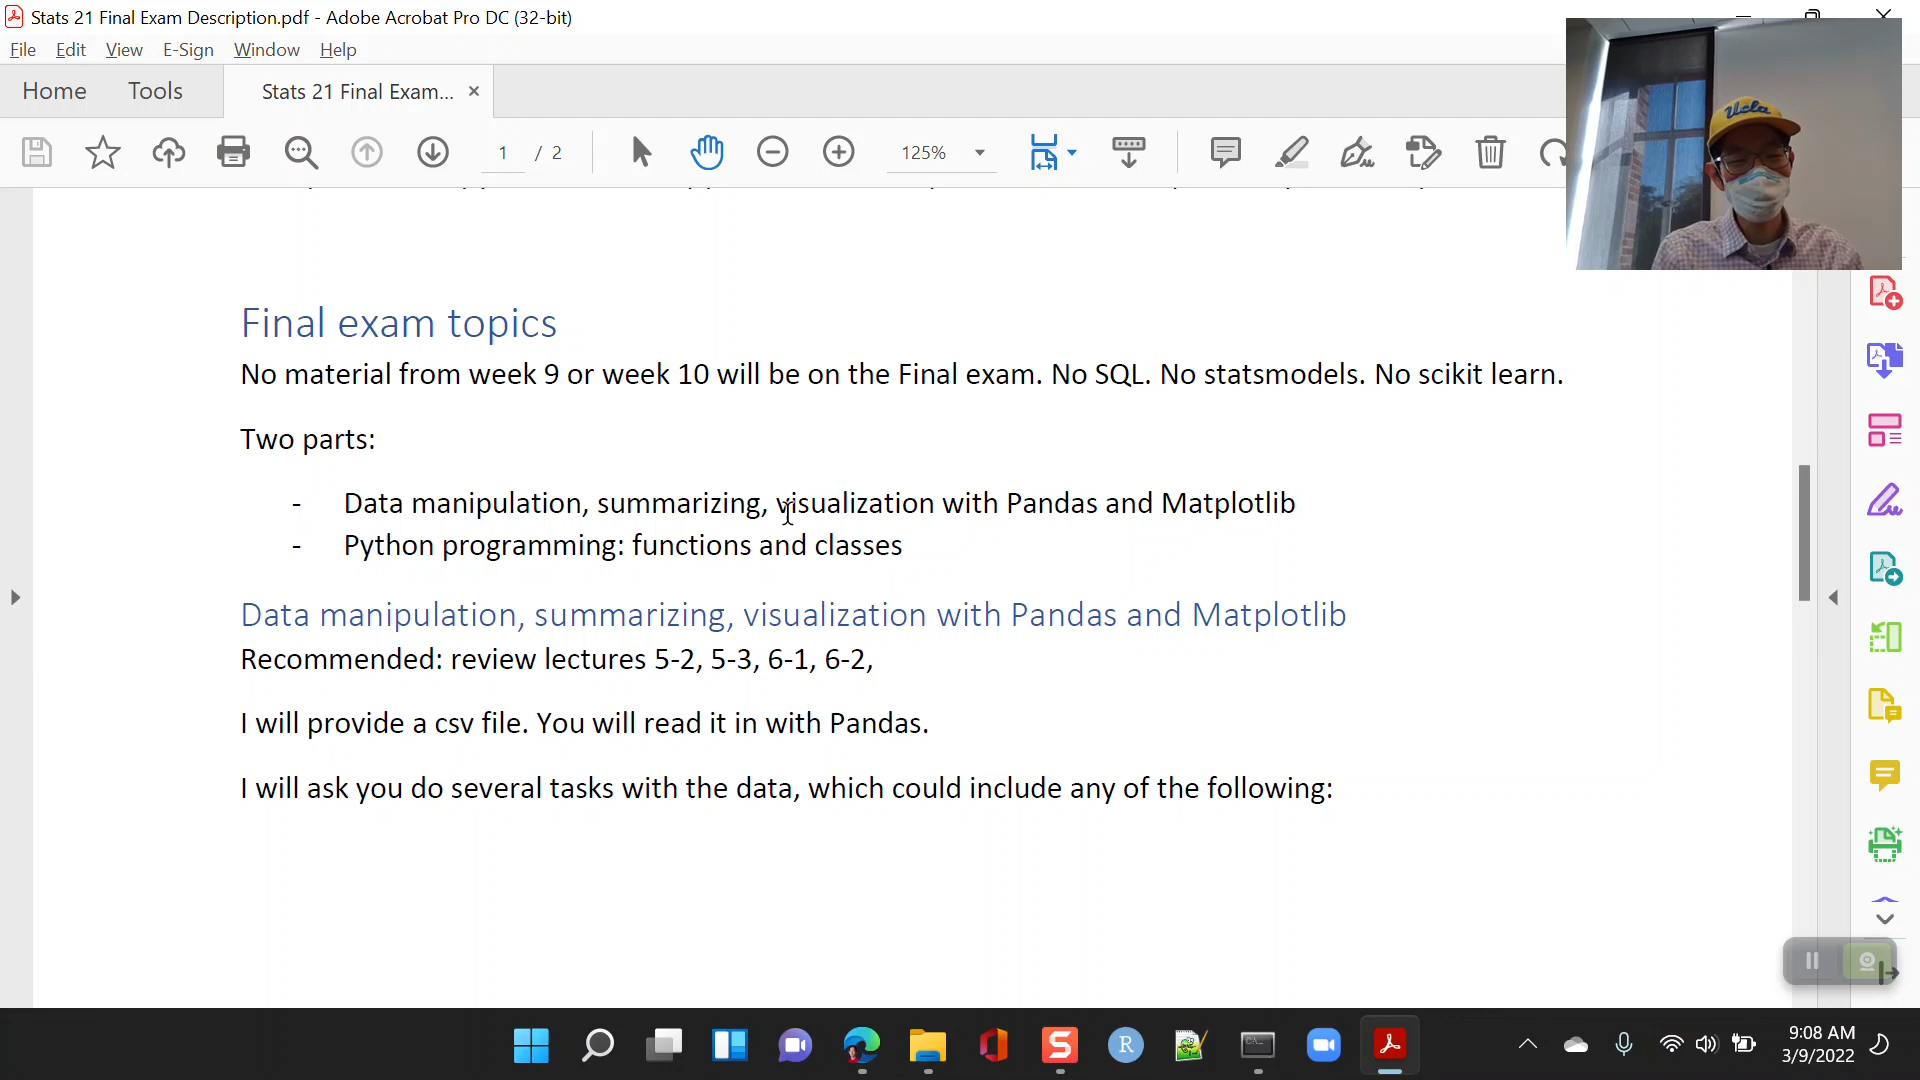 Stats 21 Final Exam Description.pdf - Adobe Acrobat Pro DC (32-bit)
File Edit View E-Sign Window Help
Home Tools Stats 21 Final Exam... ×
1 / 2 125%
Ucla
Final exam topics
No material from week 9 or week 10 will be on the Final exam. No SQL. No statsmodels. No scikit learn.
Two parts:
- Data manipulation, summarizing, visualization with Pandas and Matplotlib
- Python programming: functions and classes
Data manipulation, summarizing, visualization with Pandas and Matplotlib
Recommended: review lectures 5-2, 5-3, 6-1, 6-2,
I will provide a csv file. You will read it in with Pandas.
I will ask you do several tasks with the data, which could include any of the following:
9:08 AM
3/9/2022